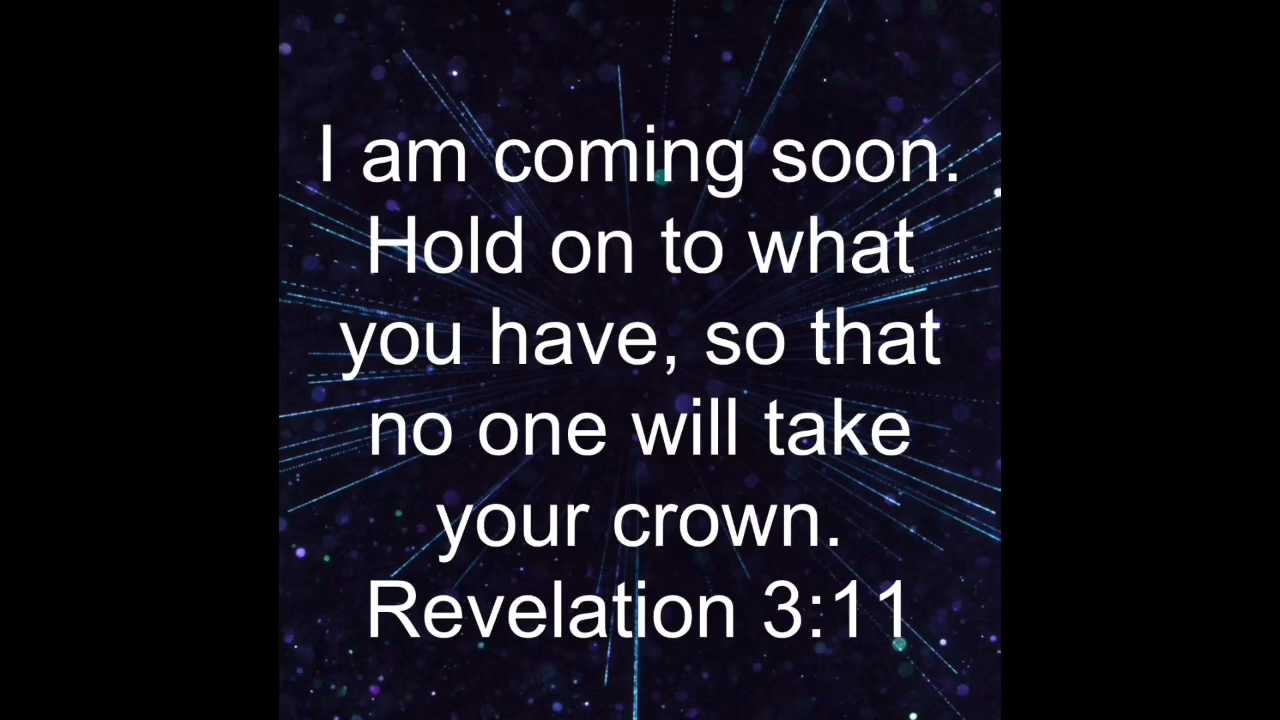 I am coming soon.
Hold on to what
you have, so that
no one will take
your crown.
Revelation 3:11